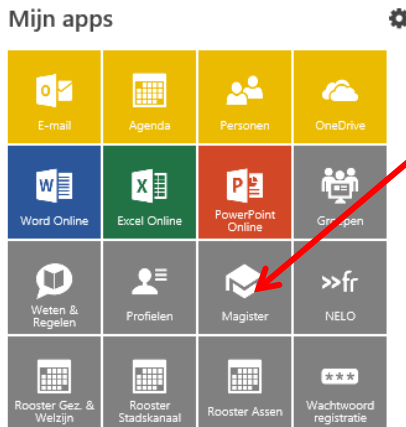 Mijn apps
E-mail
Agenda
Personen
OneDrive
Word Online
Excel Online
PowerPoint
Online
Groepen
Weten &
Regelen
Profielen
Magister
»fr
NELO
Rooster Gez. &
Welzijn
Rooster
Stadskanaal
Rooster Assen
***
Wachtwoord
registratie